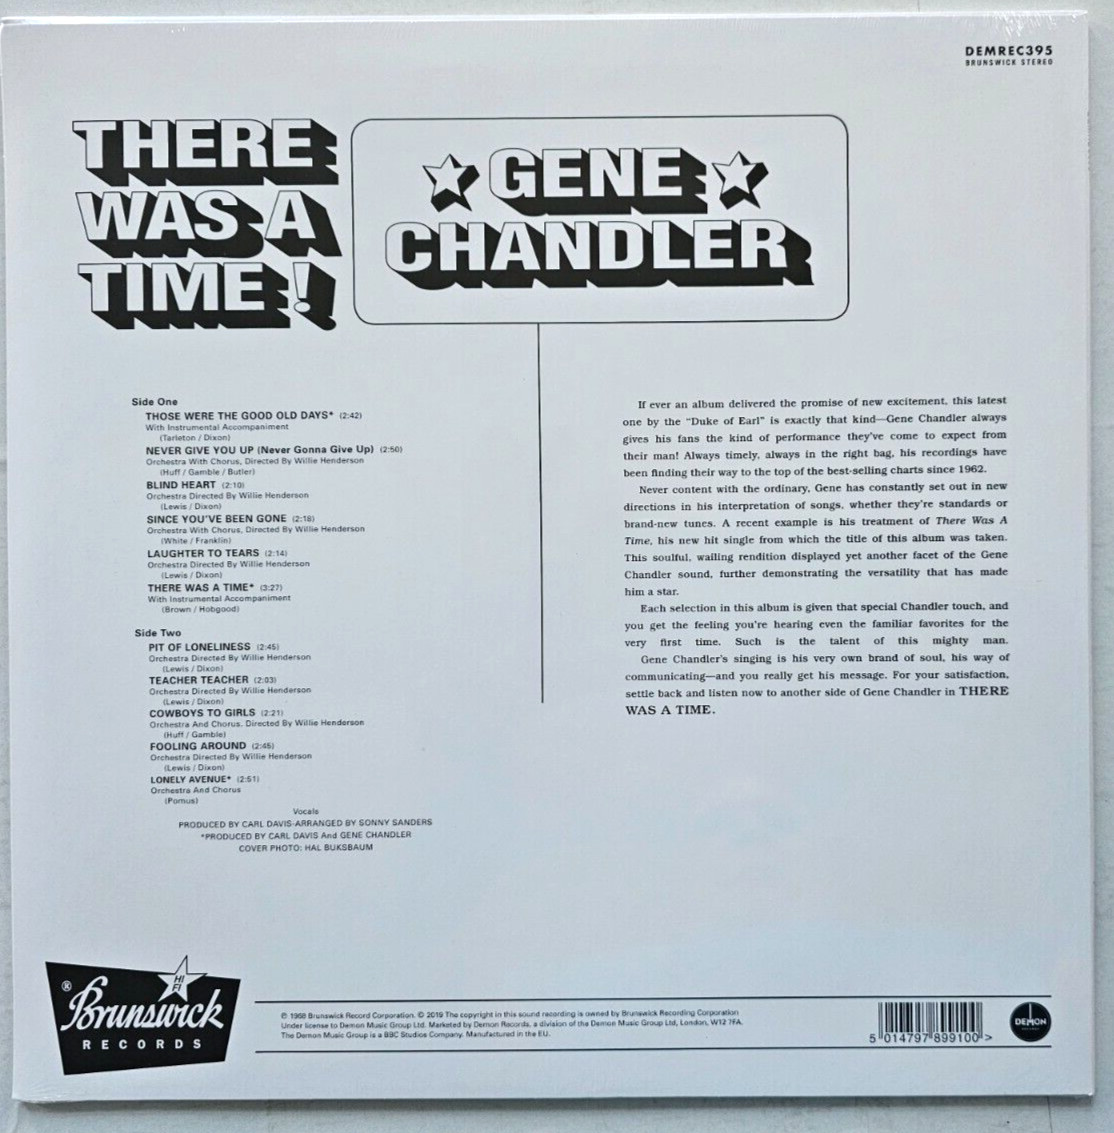 DEMREC395
BRUNSWICK STEREO
THERE
WAS A
TIME!
GENE
CHANDLER
Side One
THOSE WERE THE GOOD OLD DAYS* (2:42)
With Instrumental Accompaniment
(Tarleton / Dixon)
NEVER GIVE YOU UP (Never Gonna Give Up) (2:50)
Orchestra With Chorus, Directed By Willie Henderson
(Huff / Gamble / Butler)
BLIND HEART (2:10)
Orchestra Directed By Willie Henderson
(Lewis / Dixon)
SINCE YOU'VE BEEN GONE (2:18)
Orchestra With Chorus, Directed By Willie Henderson
(White / Franklin)
LAUGHTER TO TEARS (2:14)
Orchestra Directed By Willie Henderson
(Lewis / Dixon)
THERE WAS A TIME* (3:27)
With Instrumental Accompaniment
(Brown / Hobgood)
Side Two
PIT OF LONELINESS (2:45)
Orchestra Directed By Willie Henderson
(Lewis / Dixon)
TEACHER TEACHER (2:03)
Orchestra Directed By Willie Henderson
(Lewis / Dixon)
COWBOYS TO GIRLS (2:21)
Orchestra And Chorus. Directed By Willie Henderson
(Huff / Gamble)
FOOLING AROUND (2:45)
Orchestra Directed By Willie Henderson
(Lewis / Dixon)
LONELY AVENUE* (2:51)
Orchestra And Chorus
(Pomus)
Vocals
PRODUCED BY CARL DAVIS-ARRANGED BY SONNY SANDERS
*PRODUCED BY CARL DAVIS And GENE CHANDLER
COVER PHOTO: HAL BUKSBAUM
If ever an album delivered the promise of new excitement, this latest
one by the "Duke of Earl" is exactly that kind—Gene Chandler always
gives his fans the kind of performance they've come to expect from
their man! Always timely, always in the right bag, his recordings have
been finding their way to the top of the best-selling charts since 1962.
Never content with the ordinary, Gene has constantly set out in new
directions in his interpretation of songs, whether they're standards or
brand-new tunes. A recent example is his treatment of There Was A
Time, his new hit single from which the title of this album was taken.
This soulful, wailing rendition displayed yet another facet of the Gene
Chandler sound, further demonstrating the versatility that has made
him a star.
Each selection in this album is given that special Chandler touch, and
you get the feeling you're hearing even the familiar favorites for the
very first time. Such is the talent of this mighty man.
Gene Chandler's singing is his very own brand of soul, his way of
communicating—and you really get his message. For your satisfaction,
settle back and listen now to another side of Gene Chandler in THERE
WAS A TIME.
HI
FI
® Brunswick
RECORDS
℗ 1968 Brunswick Record Corporation. © 2019 The copyright in this sound recording is owned by Brunswick Recording Corporation
Under license to Demon Music Group Ltd. Marketed by Demon Records, a division of the Demon Music Group Ltd, London, W12 7FA.
The Demon Music Group is a BBC Studios Company. Manufactured in the EU.
5 014797 899100 >
DEMON
RECORDS